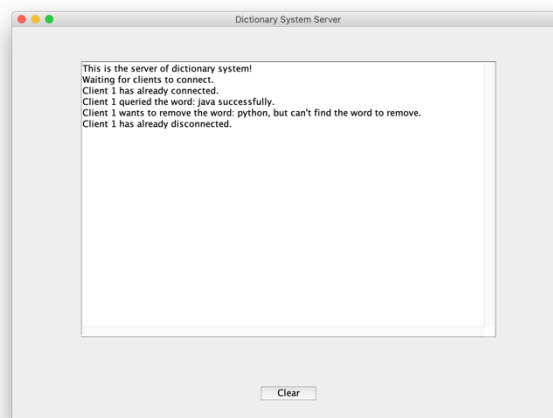 Dictionary System Server
This is the server of dictionary system!
Waiting for clients to connect.
Client 1 has already connected.
Client 1 queried the word: java successfully.
Client 1 wants to remove the word: python, but can't find the word to remove.
Client 1 has already disconnected.
Clear